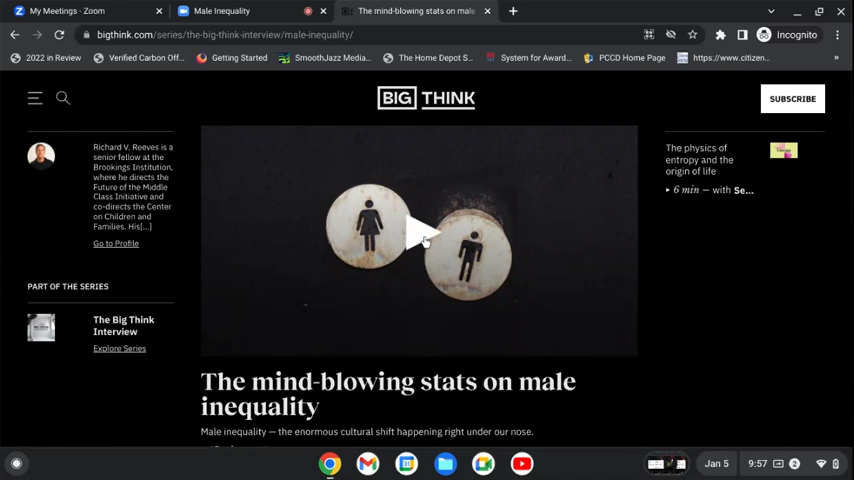 My Meetings - Zoom
Male Inequality
The mind-blowing stats on male
bigthink.com/series/the-big-think-interview/male-inequality/
Incognito
2022 in Review
Verified Carbon Off...
Getting Started
SmoothJazz Media...
The Home Depot S...
System for Award...
PCCD Home Page
https://www.citizen...
BIG THINK
SUBSCRIBE
Richard V. Reeves is a
senior fellow at the
Brookings Institution,
where he directs the
Future of the Middle
Class Initiative and
co-directs the Center
on Children and
Families. His[...]
Go to Profile
The physics of
entropy and the
origin of life
6 min — with Se...
PART OF THE SERIES
The Big Think
Interview
Explore Series
The mind-blowing stats on male
inequality
Male inequality — the enormous cultural shift happening right under our nose.
Jan 5
9:57
2